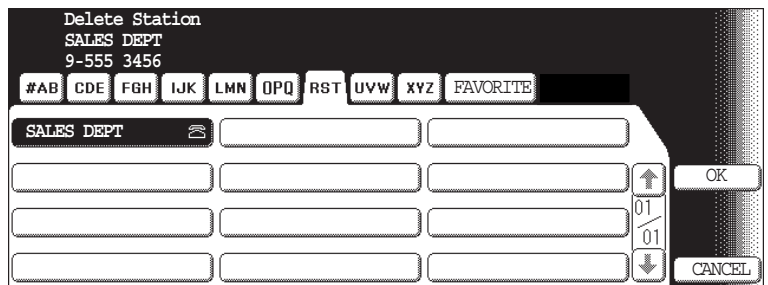 Delete Station
SALES DEPT
9-555 3456
#AB CDE FGH IJK LMN OPQ RST UVW XYZ FAVORITE
SALES DEPT
OK
01
01
CANCEL